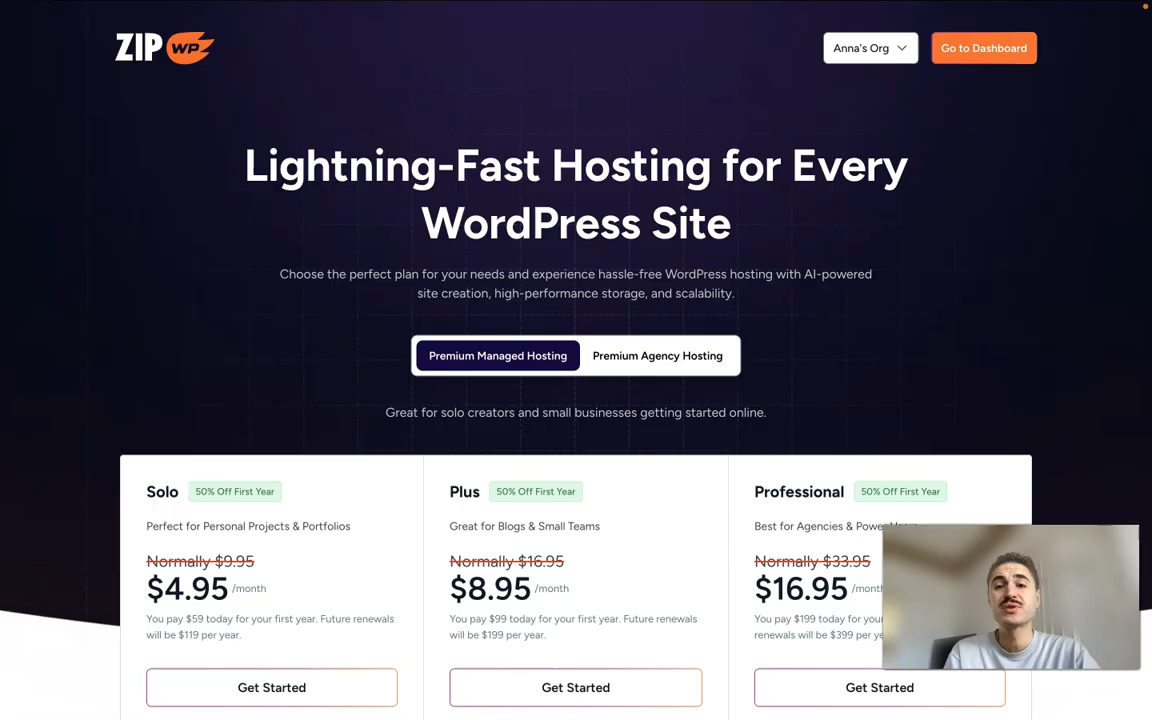 ZIP WP
Anna's Org
Go to Dashboard
Lightning-Fast Hosting for Every
WordPress Site
Choose the perfect plan for your needs and experience hassle-free WordPress hosting with AI-powered
site creation, high-performance storage, and scalability.
Premium Managed Hosting
Premium Agency Hosting
Great for solo creators and small businesses getting started online.
Solo
50% Off First Year
Perfect for Personal Projects & Portfolios
Normally $9.95
$4.95 /month
You pay $59 today for your first year. Future renewals
will be $119 per year.
Get Started
Plus
50% Off First Year
Great for Blogs & Small Teams
Normally $16.95
$8.95 /month
You pay $99 today for your first year. Future renewals
will be $199 per year.
Get Started
Professional
50% Off First Year
Best for Agencies &
Normally $33.95
$16.95
You pay $199 today for your
renewals will be $399 per
Get Started